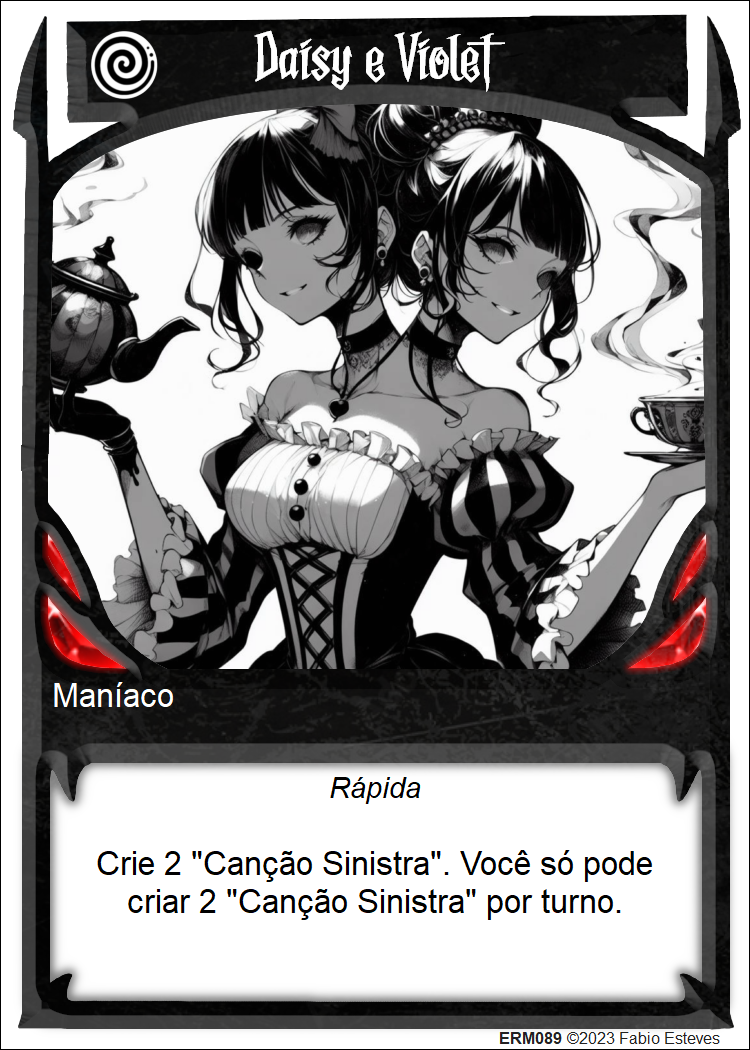 Daisy e Violet
Maníaco
Rápida
Crie 2 "Canção Sinistra". Você só pode
criar 2 "Canção Sinistra" por turno.
ERM089 ©2023 Fabio Esteves